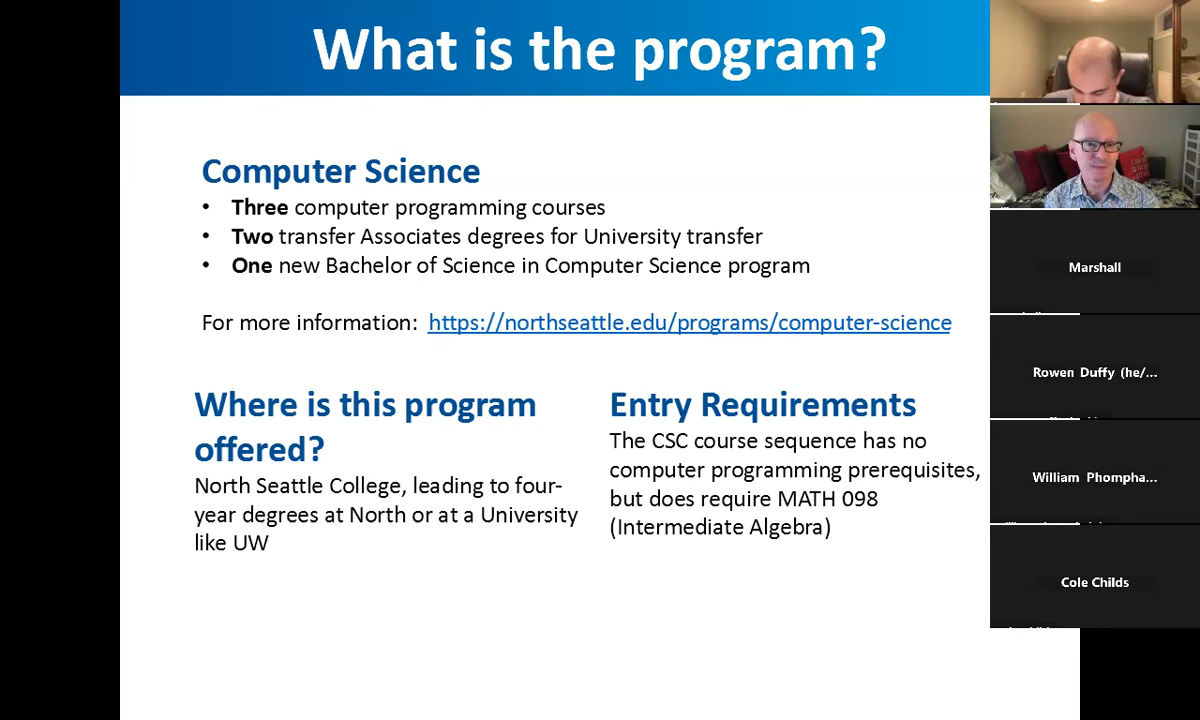 What is the program?
Computer Science
• Three computer programming courses
• Two transfer Associates degrees for University transfer
• One new Bachelor of Science in Computer Science program
For more information: https://northseattle.edu/programs/computer-science
Where is this program
offered?
North Seattle College, leading to four-
year degrees at North or at a University
like UW
Entry Requirements
The CSC course sequence has no
computer programming prerequisites,
but does require MATH 098
(Intermediate Algebra)
Marshall
Rowen Duffy (he/...
William Phompha...
Cole Childs